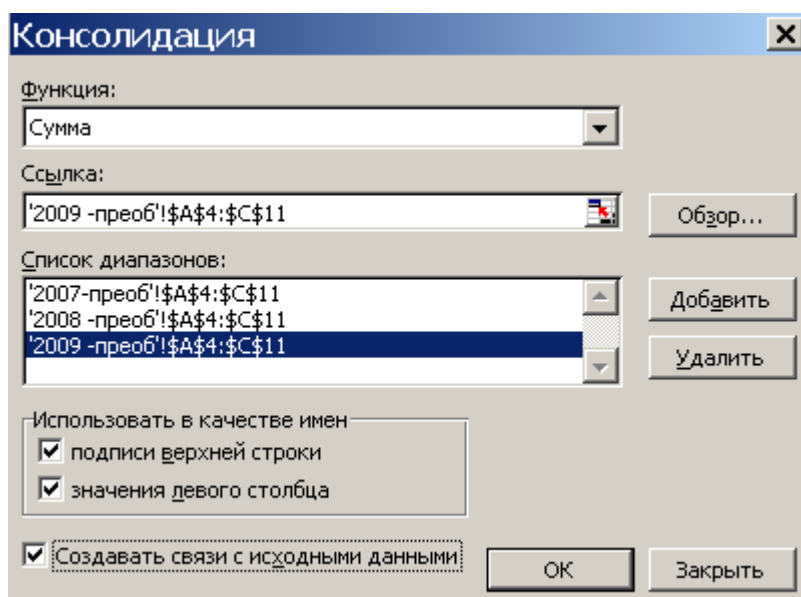 Консолидация
Функция:
Сумма
Ссылка:
'2009 -преоб'!$A$4:$C$11
Обзор...
Список диапазонов:
'2007-преоб'!$A$4:$C$11
'2008 -преоб'!$A$4:$C$11
'2009 -преоб'!$A$4:$C$11
Добавить
Удалить
Использовать в качестве имен
подписи верхней строки
значения левого столбца
Создавать связи с исходными данными
ОК
Закрыть